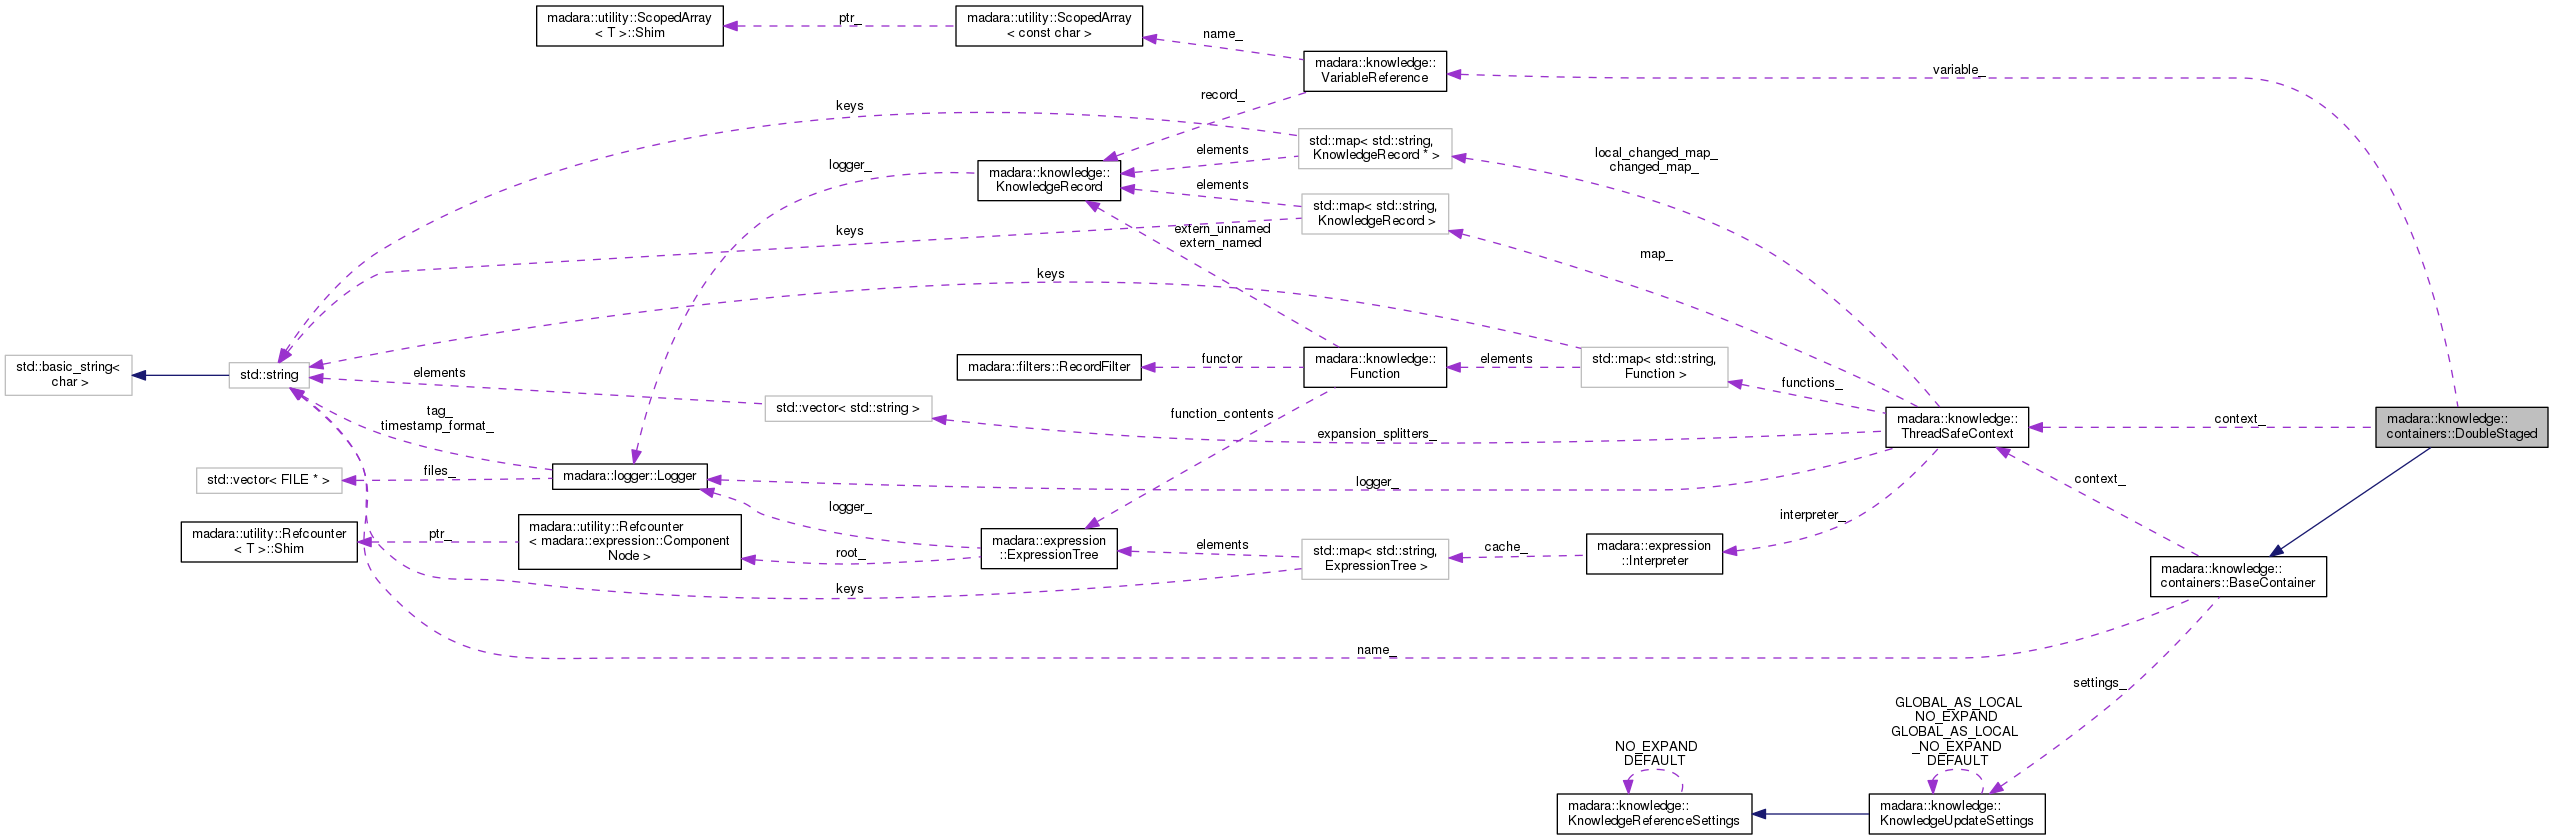 madara::utility::ScopedArray
< T >::Shim
ptr_
madara::utility::ScopedArray
< const char >
name_
madara::knowledge::
VariableReference
variable_
record_
keys
std::map< std::string,
KnowledgeRecord * >
elements
local_changed_map_
changed_map_
logger_
madara::knowledge::
KnowledgeRecord
elements
std::map< std::string,
KnowledgeRecord >
keys
extern_unnamed
extern_named
map_
keys
std::basic_string<
char >
std::string
madara::filters::RecordFilter
functor
madara::knowledge::
Function
elements
std::map< std::string,
Function >
functions_
elements
std::vector< std::string >
function_contents
expansion_splitters_
madara::knowledge::
ThreadSafeContext
context_
madara::knowledge::
containers::DoubleStaged
tag_
timestamp_format_
std::vector< FILE * >
files_
madara::logger::Logger
logger_
context_
logger_
interpreter_
madara::utility::Refcounter
< T >::Shim
ptr_
madara::utility::Refcounter
< madara::expression::Component
Node >
root_
madara::expression
::ExpressionTree
elements
std::map< std::string,
ExpressionTree >
cache_
madara::expression
::Interpreter
madara::knowledge::
containers::BaseContainer
keys
name_
settings_
GLOBAL_AS_LOCAL
NO_EXPAND
GLOBAL_AS_LOCAL
_NO_EXPAND
DEFAULT
NO_EXPAND
DEFAULT
madara::knowledge::
KnowledgeReferenceSettings
madara::knowledge::
KnowledgeUpdateSettings